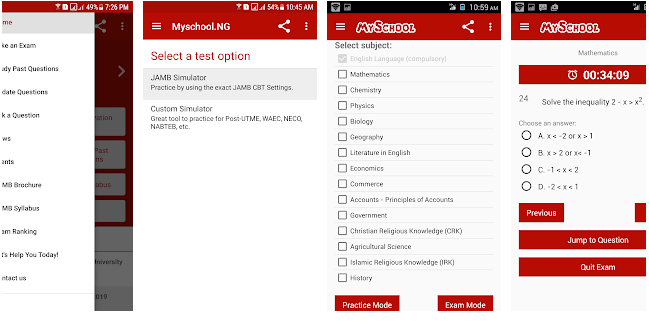 49% 7:26 PM
me
ke an Exam
dy Past Questions
date Questions
k a Question
ws
ents
MB Brochure
MB Syllabus
am Ranking
t's Help You Today!
ntact us
ation
Past
ons
abus
University
2019
54% 10:45 AM
Myschool.NG
Select a test option
JAMB Simulator
Practice by using the exact JAMB CBT Settings.
Custom Simulator
Great tool to practice for Post-UTME, WAEC, NECO,
NABTEB, etc.
10:59 AM
MySchool
Select subject:
English Language (compulsory)
Mathematics
Chemistry
Physics
Biology
Geography
Literature in English
Economics
Commerce
Accounts - Principles of Accounts
Government
Christian Religious Knowledge (CRK)
Agricultural Science
Islamic Religious Knowledge (IRK)
History
Practice Mode
Exam Mode
MySchool
Mathematics
00:34:09
24 Solve the inequality 2 - x > x².
Choose an answer:
A. x < -2 or x > 1
B. x > 2 or x< -1
C. -1 < x < 2
D. -2 < x < 1
Previous
Jump to Question
Quit Exam